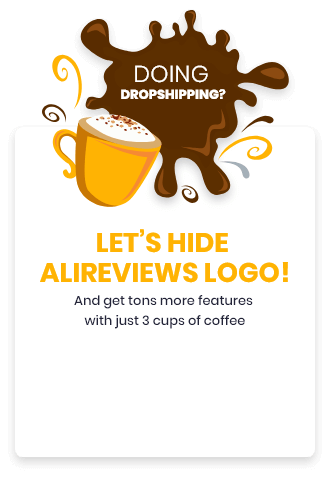 DOING
DROPSHIPPING?
LET'S HIDE
ALIREVIEWS LOGO!
And get tons more features
with just 3 cups of coffee